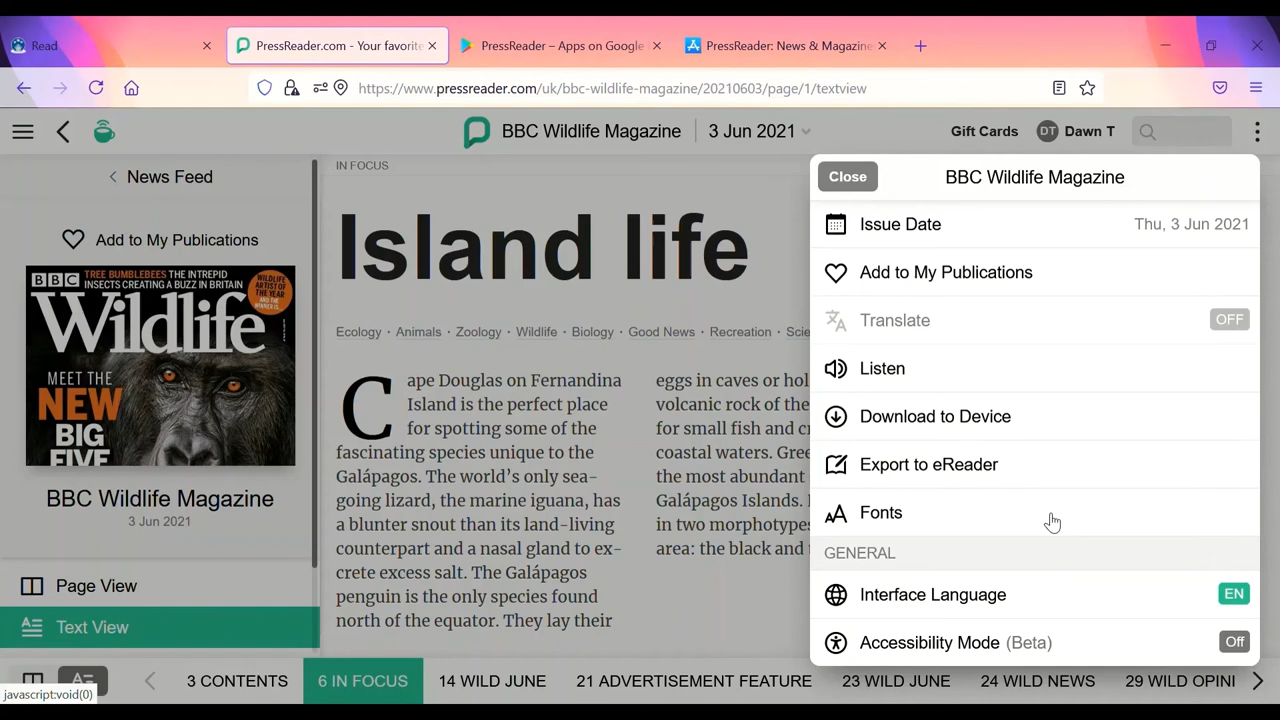 Read
PressReader.com - Your favorite
PressReader – Apps on Google
PressReader: News & Magazine
https://www.pressreader.com/uk/bbc-wildlife-magazine/20210603/page/1/textview
BBC Wildlife Magazine
3 Jun 2021
Gift Cards
DT
Dawn T
News Feed
Add to My Publications
BBC
TREE BUMBLEBEES THE INTREPID
INSECTS CREATING A BUZZ IN BRITAIN
WILDLIFE
ARTIST OF
THE YEAR
AND THE
WINNER IS...
Wildlife
MEET THE
NEW
BIG
FIVE
BBC Wildlife Magazine
3 Jun 2021
Page View
Text View
IN FOCUS
Island life
Ecology · Animals · Zoology · Wildlife · Biology · Good News · Recreation · Scie
Cape Douglas on Fernandina
Island is the perfect place
for spotting some of the
fascinating species unique to the
Galápagos. The world's only sea-
going lizard, the marine iguana, has
a blunter snout than its land-living
counterpart and a nasal gland to ex-
crete excess salt. The Galápagos
penguin is the only species found
north of the equator. They lay their
eggs in caves or hol
volcanic rock of the
for small fish and cr
coastal waters. Gree
the most abundant
Galápagos Islands. 
in two morphotypes
area: the black and
Close
BBC Wildlife Magazine
Issue Date
Thu, 3 Jun 2021
Add to My Publications
Translate
OFF
Listen
Download to Device
Export to eReader
Fonts
GENERAL
Interface Language
EN
Accessibility Mode (Beta)
Off
3 CONTENTS
6 IN FOCUS
14 WILD JUNE
21 ADVERTISEMENT FEATURE
23 WILD JUNE
24 WILD NEWS
29 WILD OPINI
javascript:void(0)